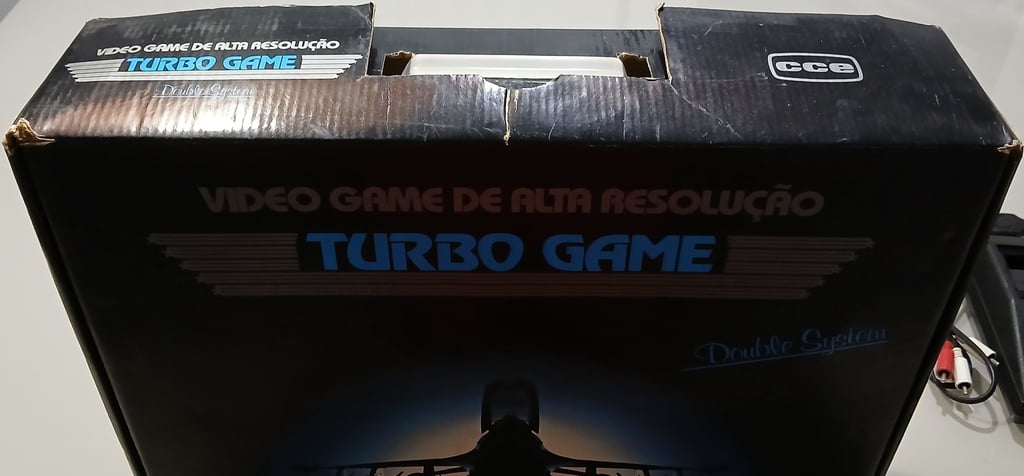 VIDEO GAME DE ALTA RESOLUÇÃO
TURBO GAME
Double System
cce
VIDEO GAME DE ALTA RESOLUÇÃO
TURBO GAME
Double System